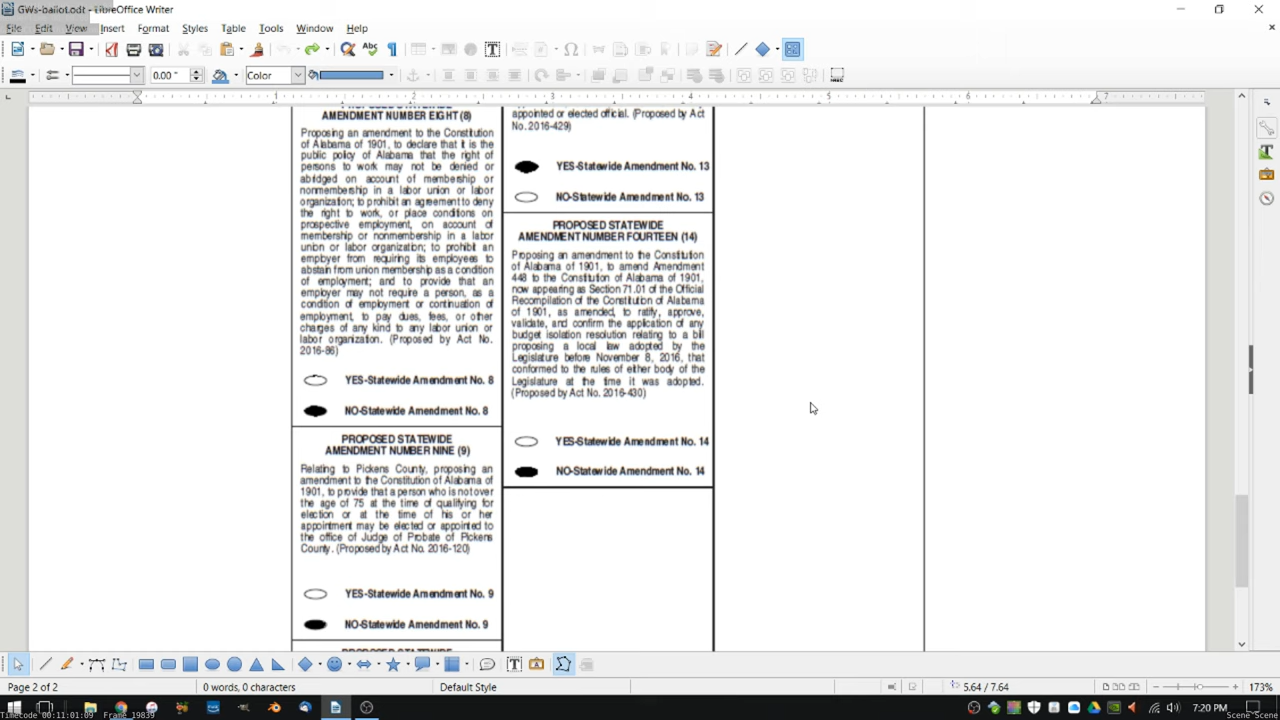 GWs-ballot.odt - LibreOffice Writer
File Edit View Insert Format Styles Table Tools Window Help
0.00 " Color
2 3 4 5 6 7
AMENDMENT NUMBER EIGHT (8)
Proposing an amendment to the Constitution
of Alabama of 1901, to declare that it is the
public policy of Alabama that the right of
persons to work may not be denied or
abridged on account of membership or
nonmembership in a labor union or labor
organization; to prohibit an agreement to deny
the right to work, or place conditions on
prospective employment, on account of
membership or nonmembership in a labor
union or labor organization; to prohibit an
employer from requiring its employees to
abstain from union membership as a condition
of employment; and to provide that an
employer may not require a person, as a
condition of employment or continuation of
employment, to pay dues, fees, or other
charges of any kind to any labor union or
labor organization. (Proposed by Act No.
2016-86)
YES-Statewide Amendment No. 8
NO-Statewide Amendment No. 8
PROPOSED STATEWIDE
AMENDMENT NUMBER NINE (9)
Relating to Pickens County, proposing an
amendment to the Constitution of Alabama of
1901, to provide that a person who is not over
the age of 75 at the time of qualifying for
election or at the time of his or her
appointment may be elected or appointed to
the office of Judge of Probate of Pickens
County. (Proposed by Act No. 2016-120)
YES-Statewide Amendment No. 9
NO-Statewide Amendment No. 9
PROPOSED STATEWIDE
appointed or elected official. (Proposed by Act
No. 2016-429)
YES-Statewide Amendment No. 13
NO-Statewide Amendment No. 13
PROPOSED STATEWIDE
AMENDMENT NUMBER FOURTEEN (14)
Proposing an amendment to the Constitution
of Alabama of 1901, to amend Amendment
448 to the Constitution of Alabama of 1901,
now appearing as Section 71.01 of the Official
Recompilation of the Constitution of Alabama
of 1901, as amended, to ratify, approve,
validate, and confirm the application of any
budget isolation resolution relating to a bill
proposing a local law adopted by the
Legislature before November 8, 2016, that
conformed to the rules of either body of the
Legislature at the time it was adopted.
(Proposed by Act No. 2016-430)
YES-Statewide Amendment No. 14
NO-Statewide Amendment No. 14
Page 2 of 2 0 words, 0 characters Default Style 5.64 / 7.64 173%
7:20 PM
Timecode 00:11:01:09 Frame 19839
Scene Scene